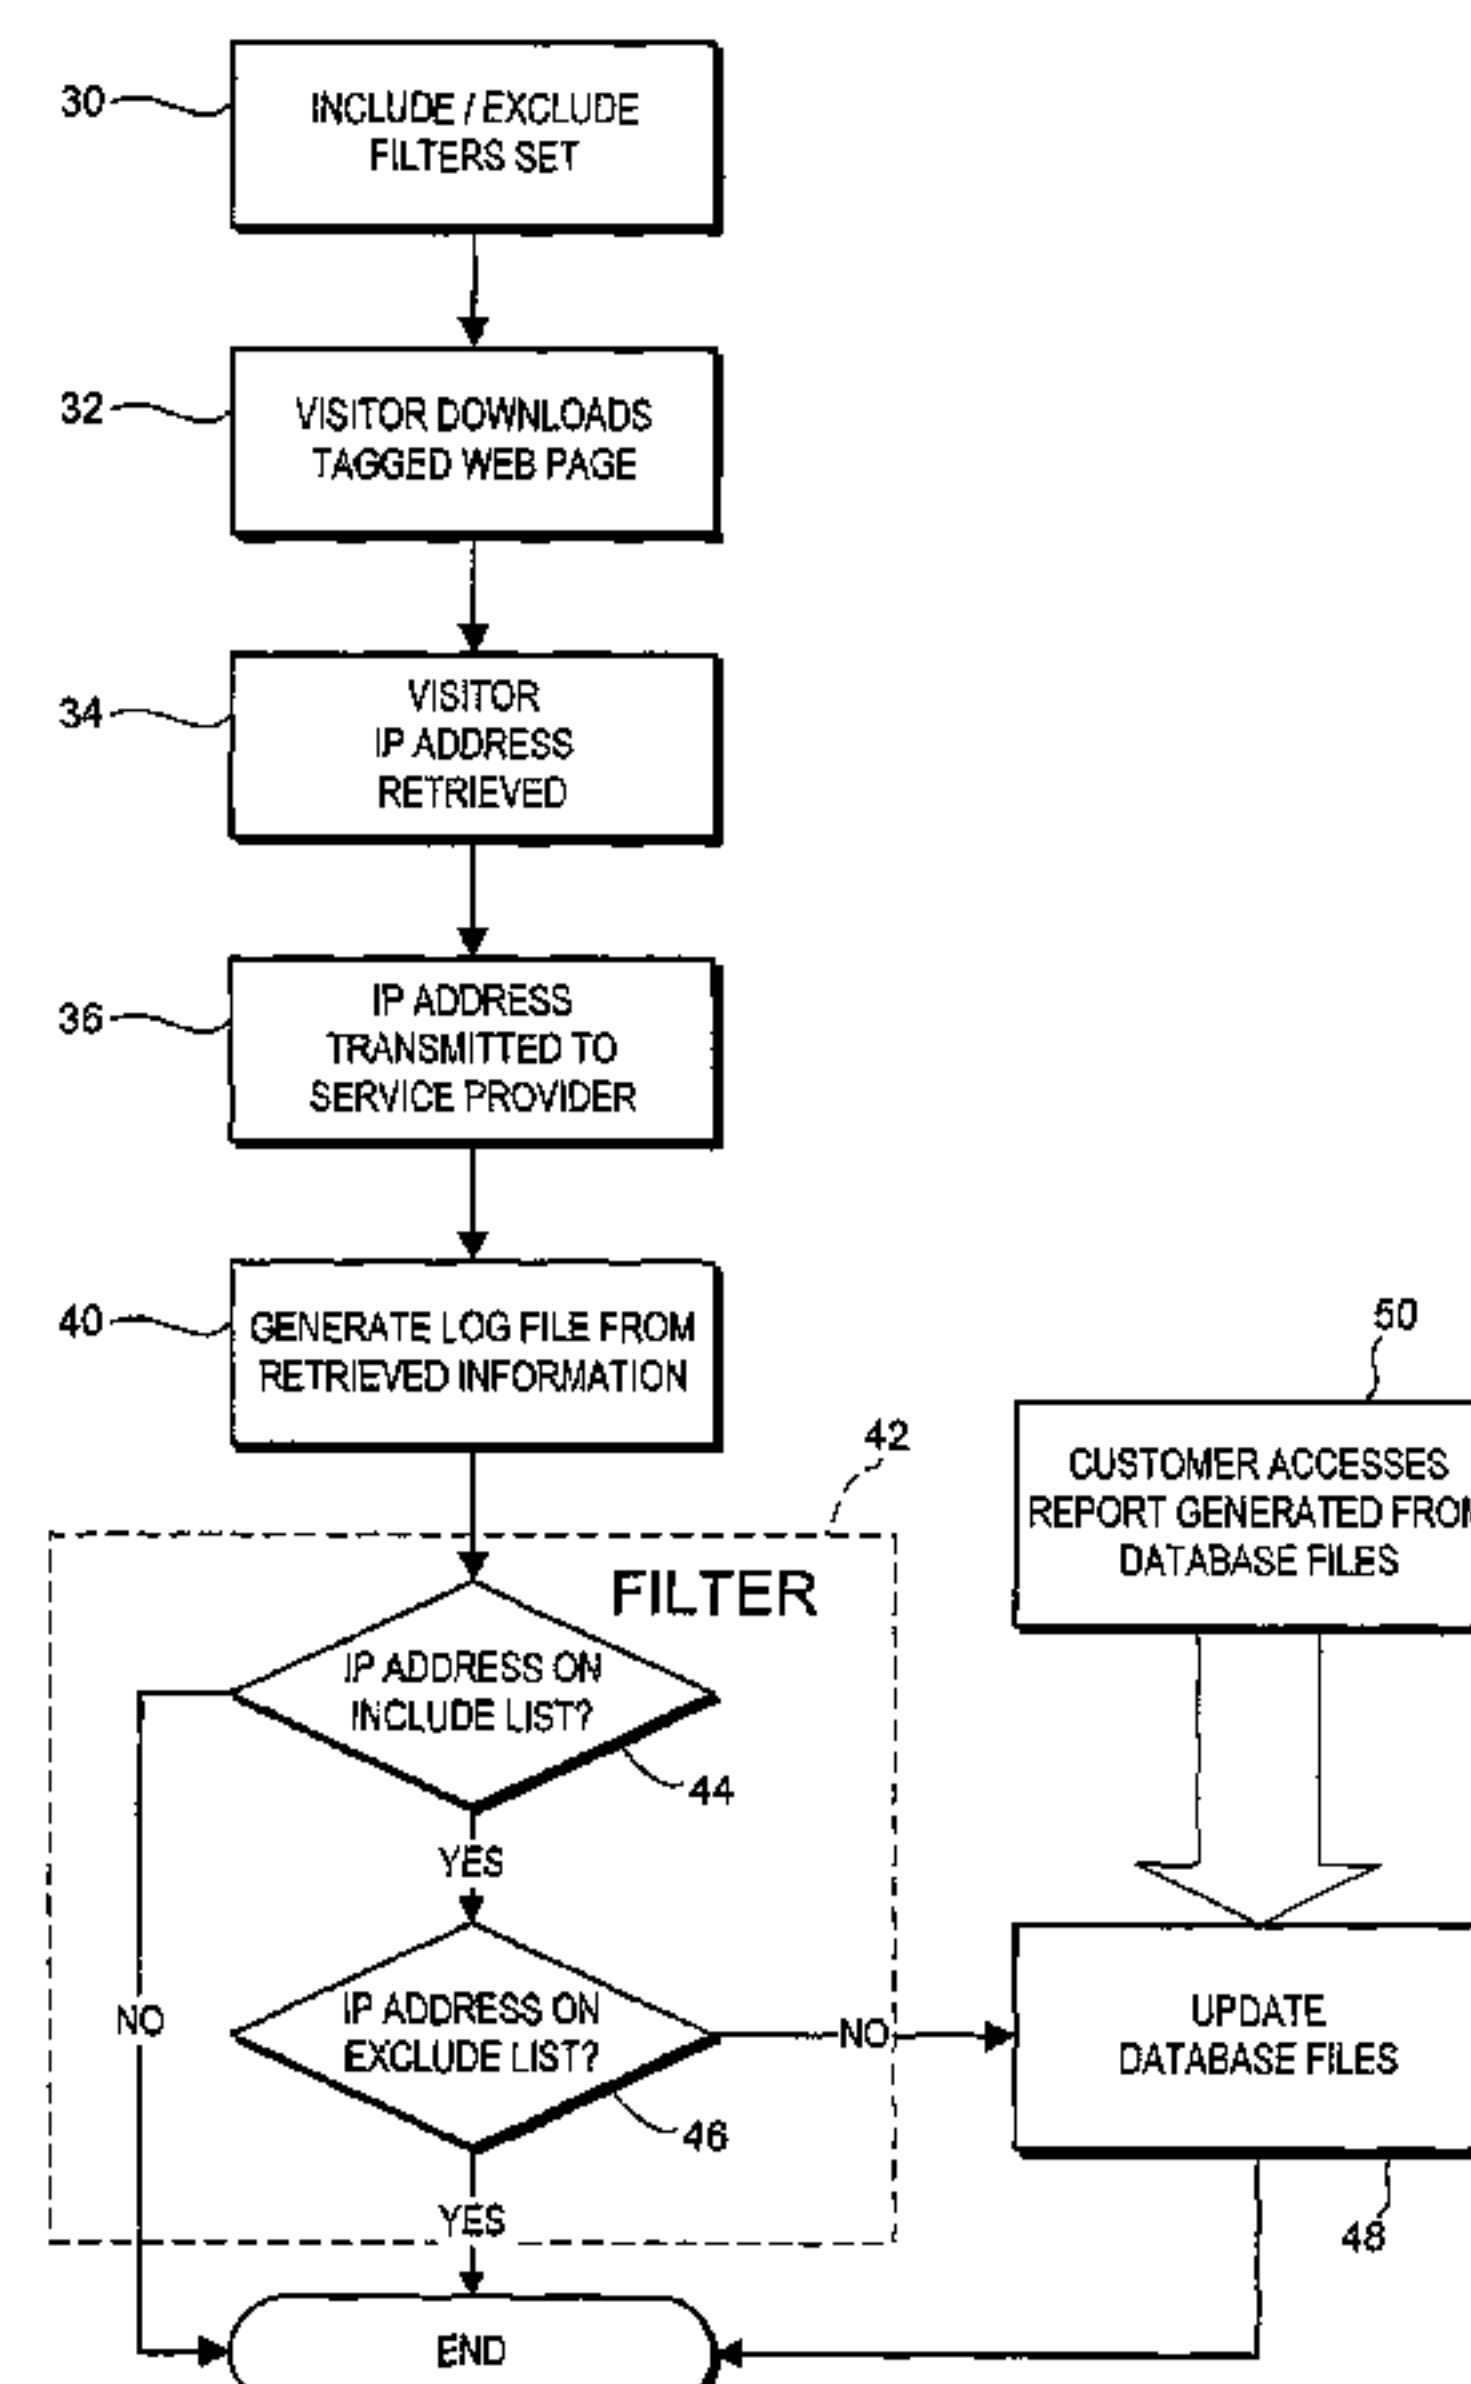 30
INCLUDE / EXCLUDE
FILTERS SET
32
VISITOR DOWNLOADS
TAGGED WEB PAGE
34
VISITOR
IP ADDRESS
RETRIEVED
36
IP ADDRESS
TRANSMITTED TO
SERVICE PROVIDER
40
GENERATE LOG FILE FROM
RETRIEVED INFORMATION
42
FILTER
IP ADDRESS ON
INCLUDE LIST?
44
YES
NO
IP ADDRESS ON
EXCLUDE LIST?
46
NO
YES
50
CUSTOMER ACCESSES
REPORT GENERATED FROM
DATABASE FILES
UPDATE
DATABASE FILES
48
END